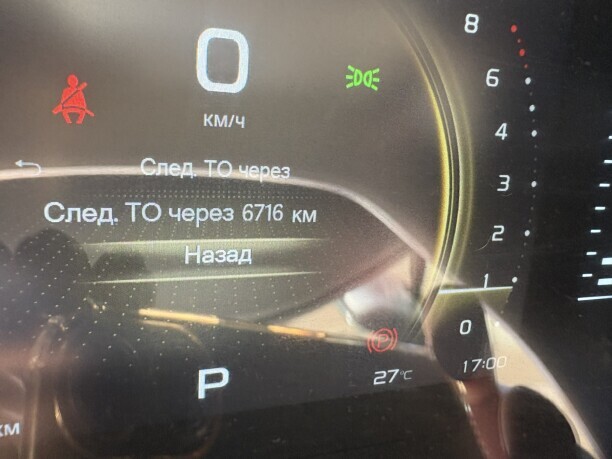 0
км/ч
След. ТО через
След. ТО через 6716 км
Назад
P
P
27°C
17:00
км
8
6
4
3
2
1
0